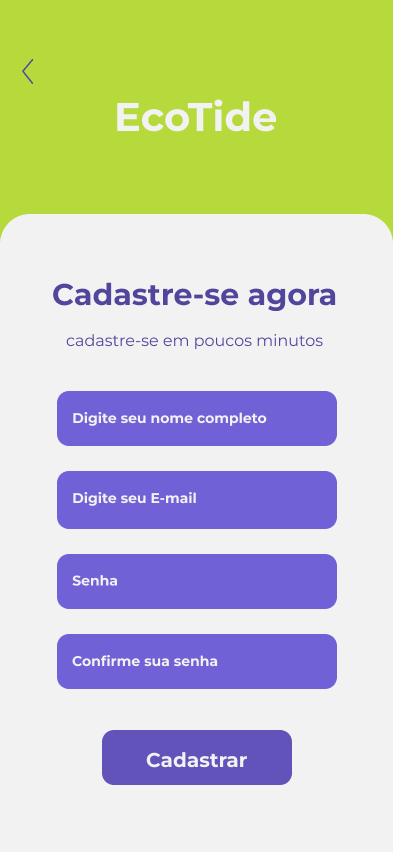 EcoTide
Cadastre-se agora
cadastre-se em poucos minutos
Digite seu nome completo
Digite seu E-mail
Senha
Confirme sua senha
Cadastrar